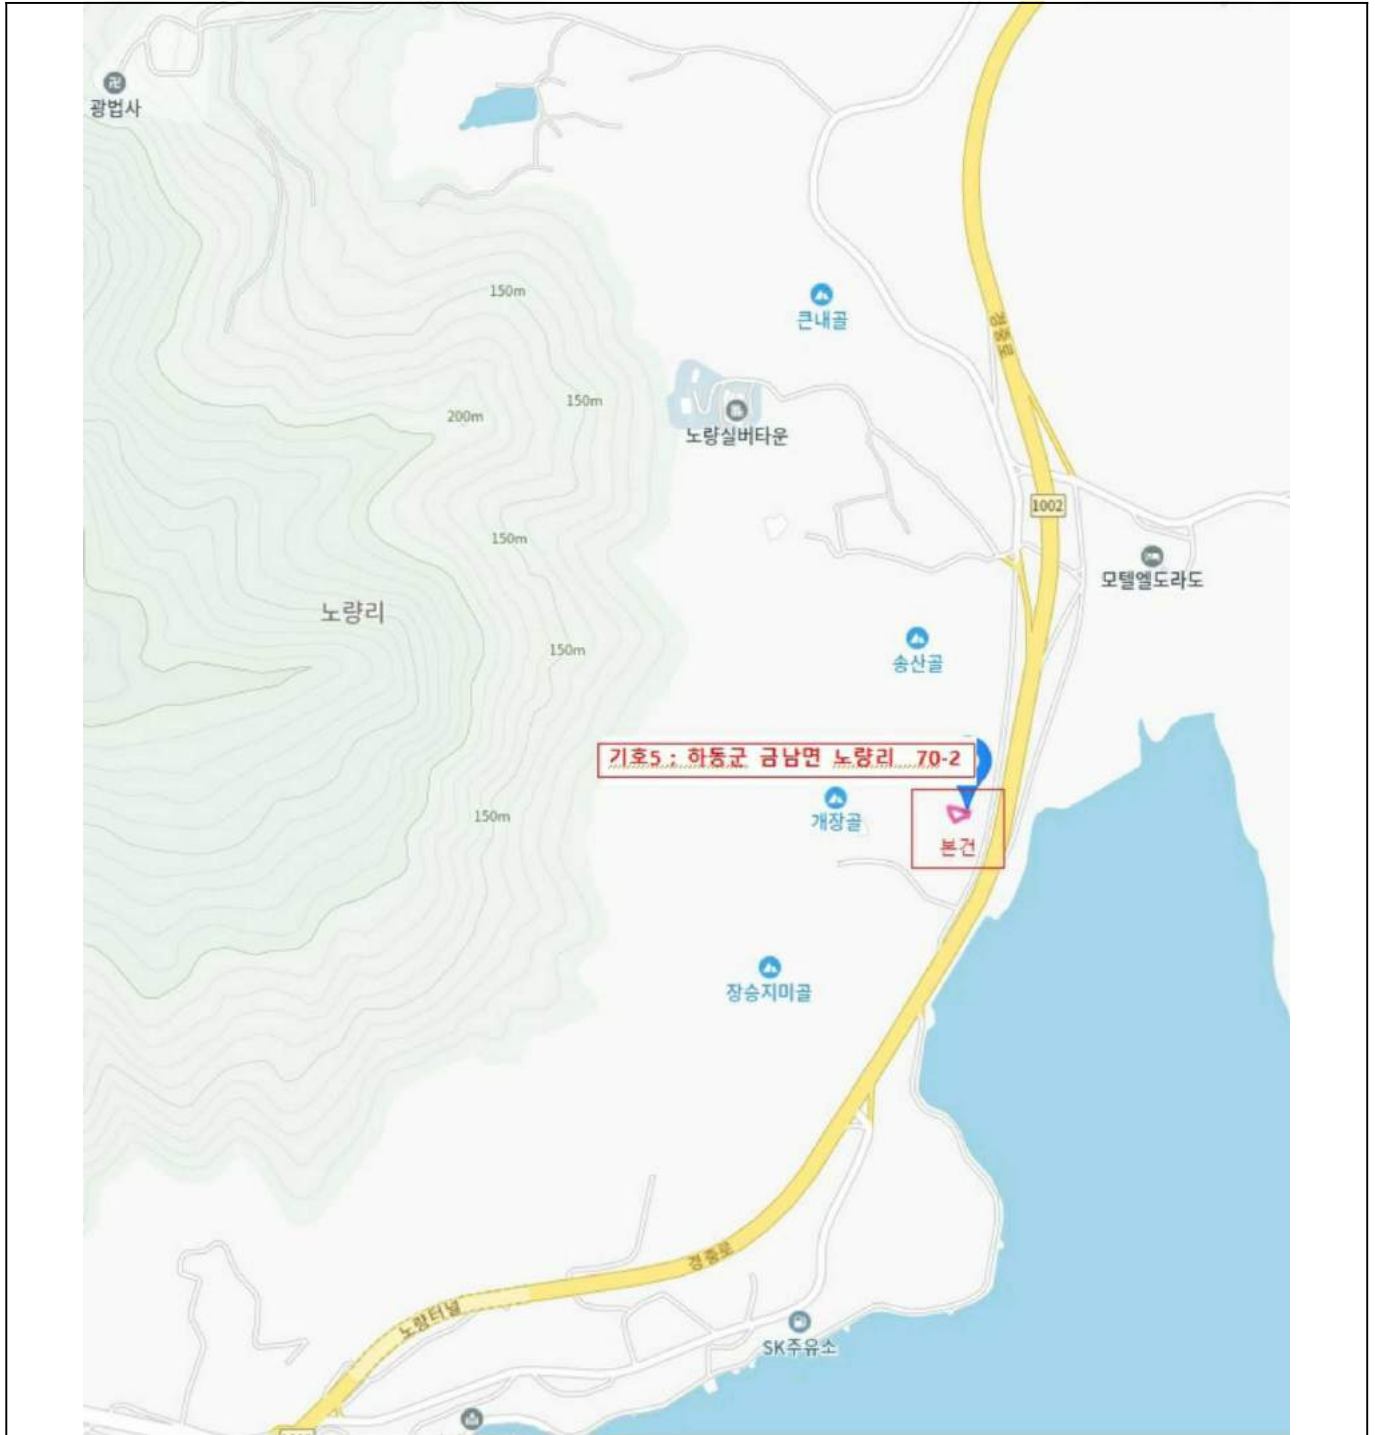 광법사
150m
큰내골
경충로
150m
200m
노량실버타운
1002
150m
모텔엘도라도
노량리
송산골
150m
기호5 : 하동군 금남면 노량리 70-2
개장골
150m
본건
장승지미골
경충로
노량터널
SK주유소